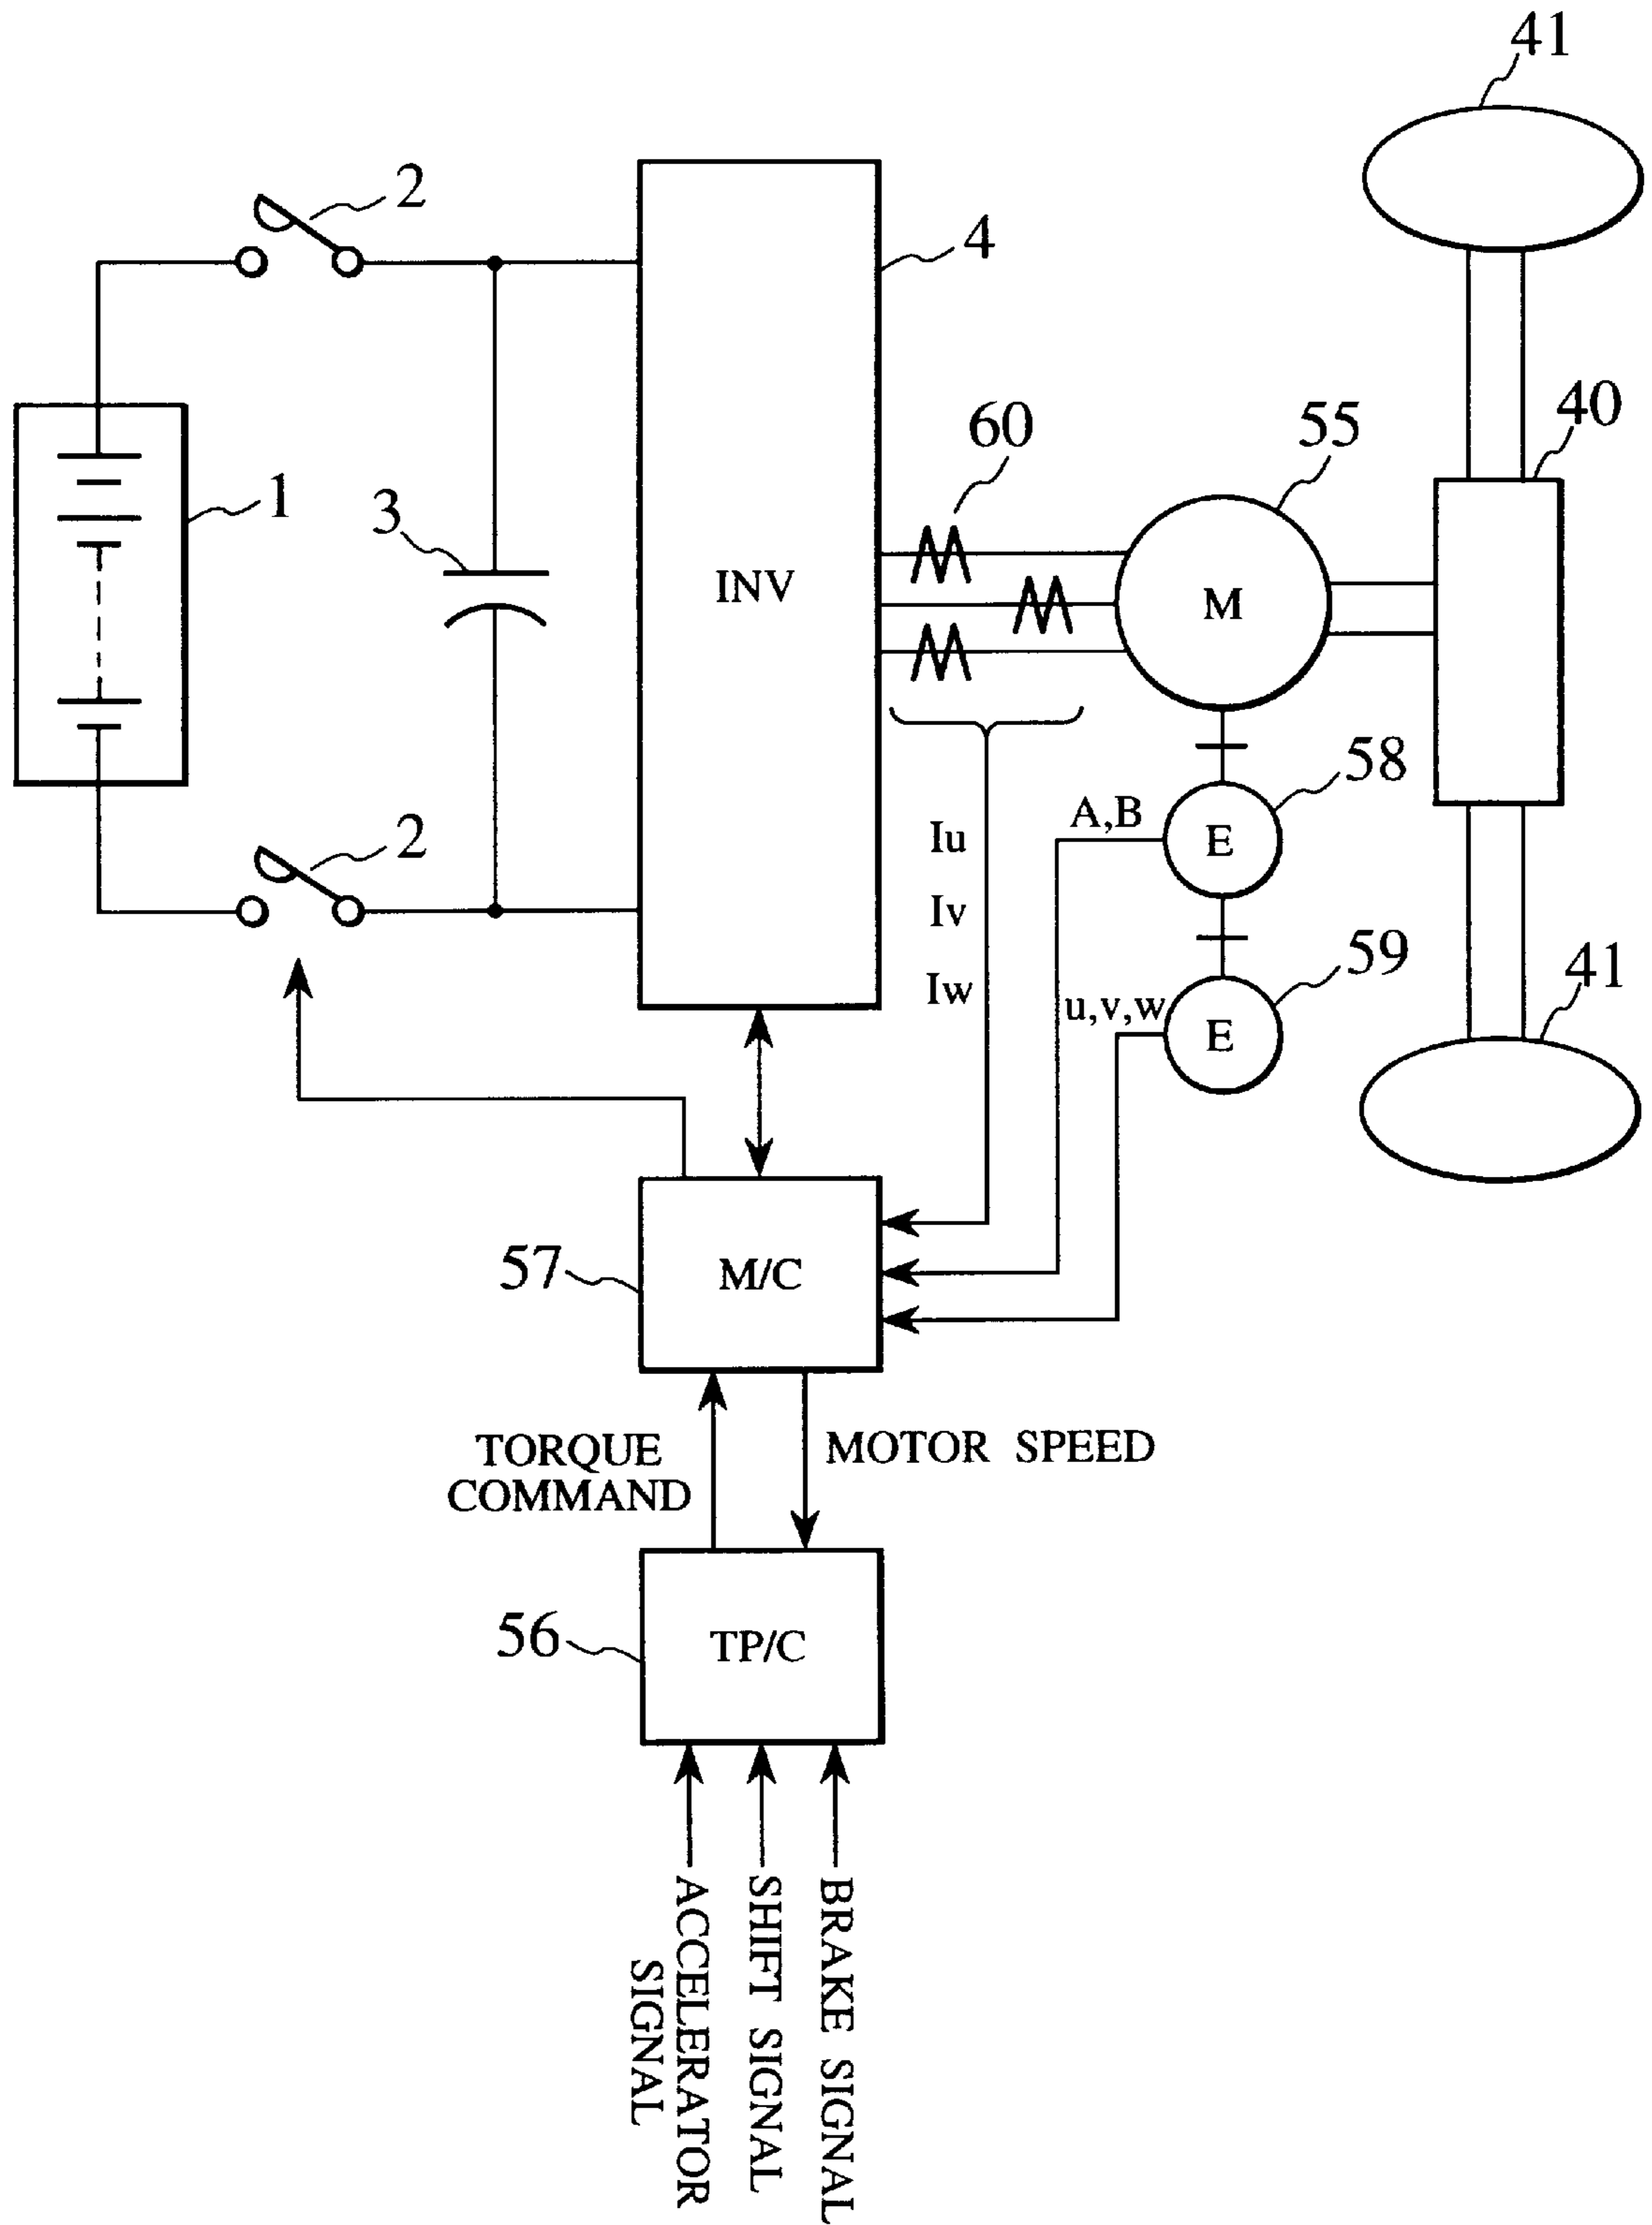 41
2
4
60
55
40
1
3
INV
M
58
A,B
E
2
Iu
Iv
Iw
59
u,v,w
E
41
57
M/C
TORQUE
COMMAND
MOTOR SPEED
56
TP/C
ACCELERATOR
SIGNAL
SHIFT SIGNAL
BRAKE SIGNAL